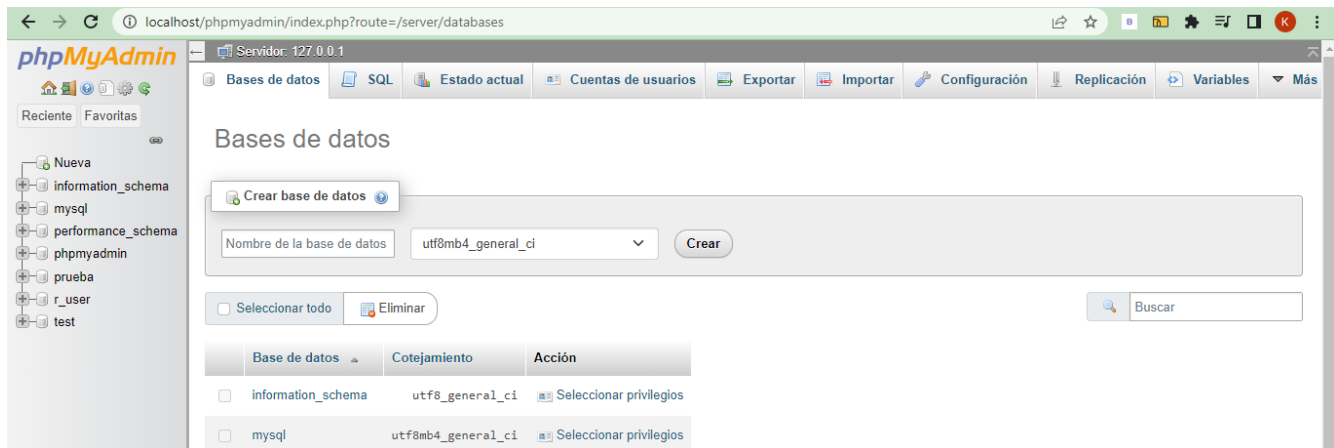 localhost/phpmyadmin/index.php?route=/server/databases
B
K
phpMyAdmin
Servidor: 127.0.0.1
Bases de datos SQL Estado actual Cuentas de usuarios Exportar Importar Configuración Replicación Variables Más
Reciente Favoritas
Nueva
information_schema
mysql
performance_schema
phpmyadmin
prueba
r_user
test
Bases de datos
Crear base de datos
Nombre de la base de datos utf8mb4_general_ci Crear
Seleccionar todo Eliminar Buscar
Base de datos Cotejamiento Acción
information_schema utf8_general_ci Seleccionar privilegios
mysql utf8mb4_general_ci Seleccionar privilegios